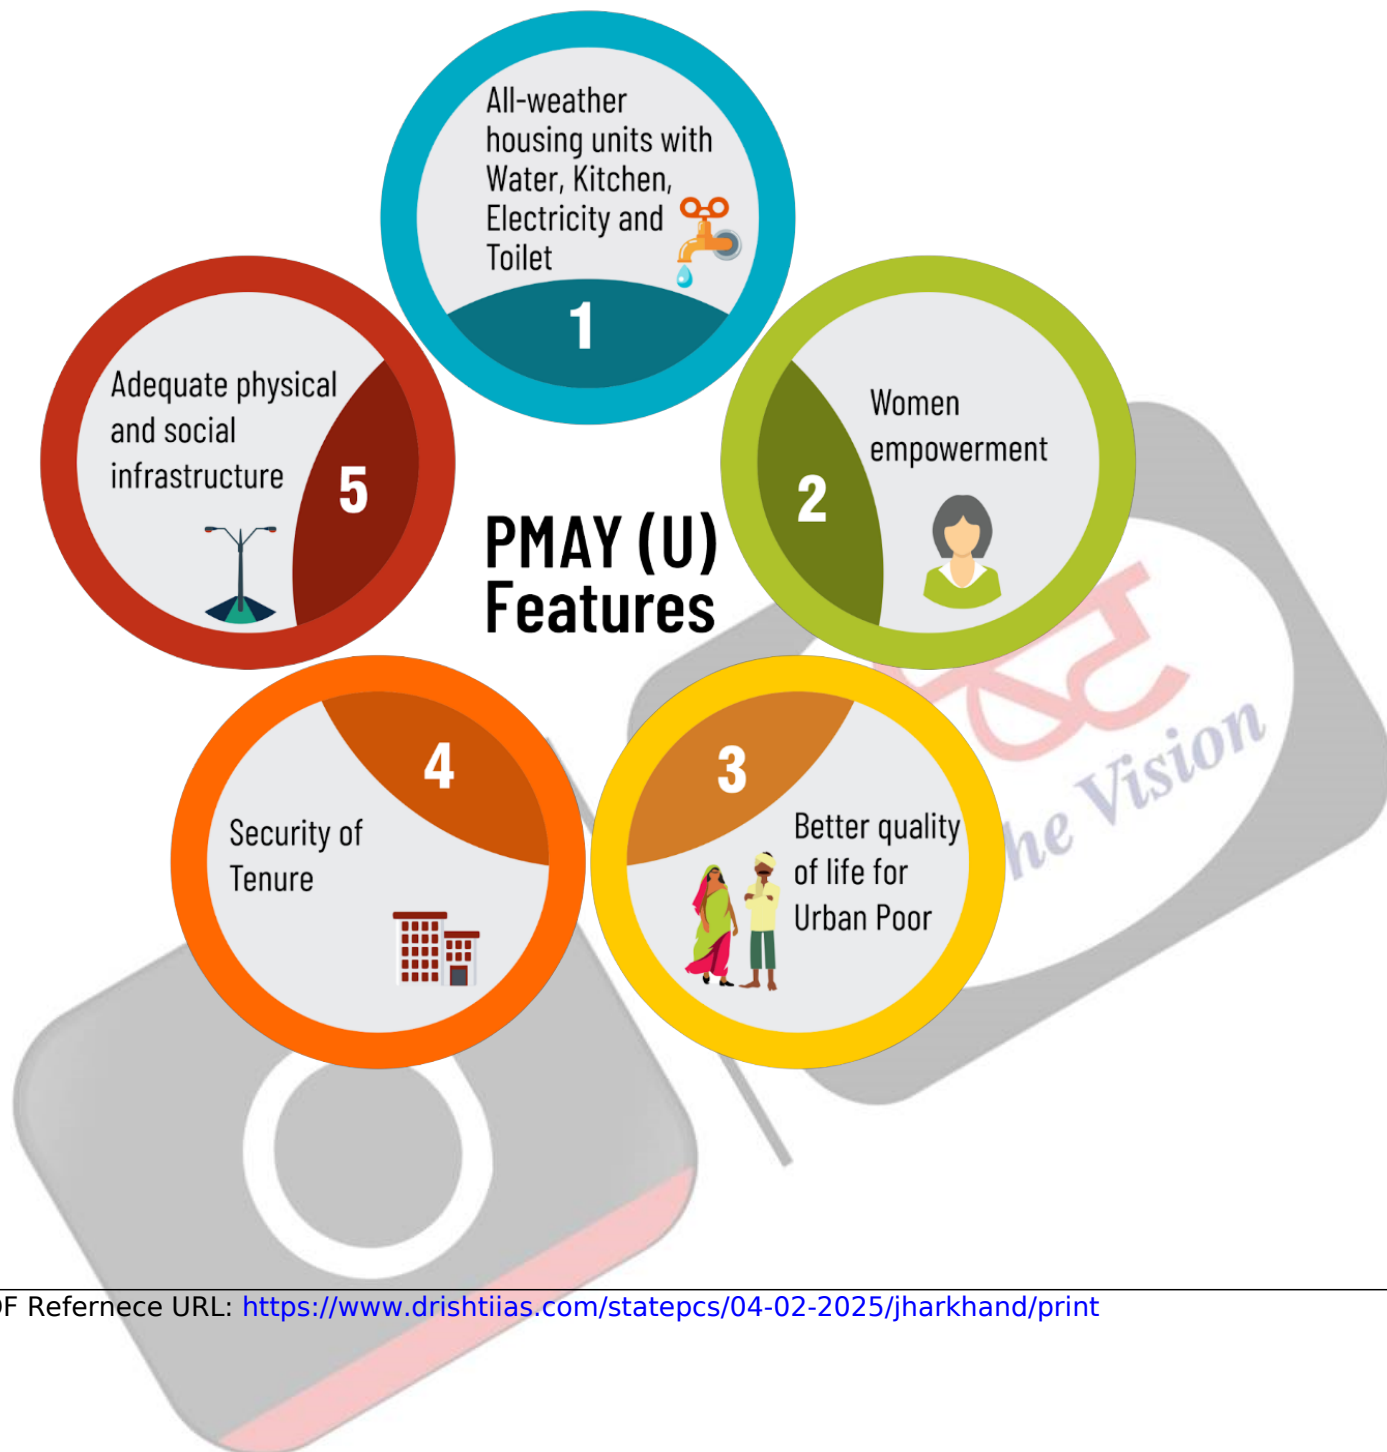 All-weather
housing units with
Water, Kitchen,
Electricity and
Toilet
1
Women
empowerment
2
3
Better quality
of life for
Urban Poor
4
Security of
Tenure
Adequate physical
and social
infrastructure
5
PMAY (U)
Features
he Vision
F Refernece URL: https://www.drishtiias.com/statepcs/04-02-2025/jharkhand/print